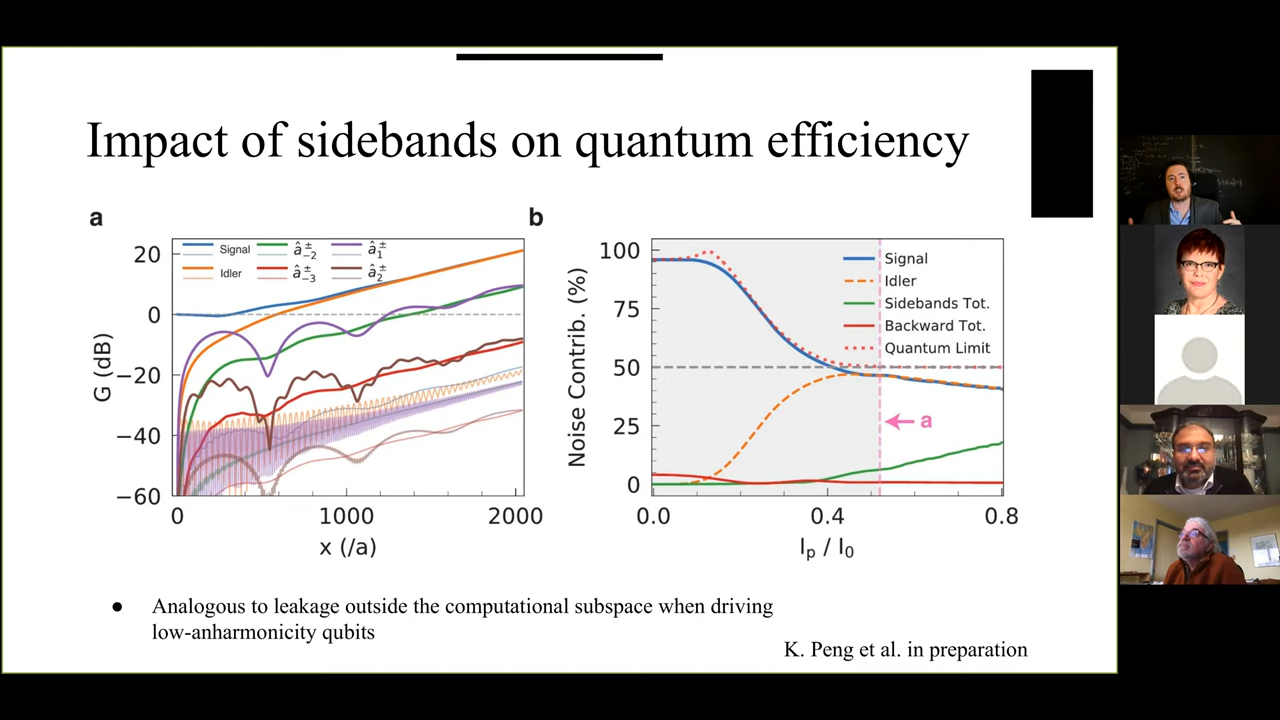 Impact of sidebands on quantum efficiency
a
G (dB)
20
0
−20
−40
−60
Signal
Idler
â±−2
â±−3
â±1
â±2
0
1000
2000
x (/a)
b
Noise Contrib. (%)
100
75
50
25
0
Signal
Idler
Sidebands Tot.
Backward Tot.
Quantum Limit
a
0.0
0.4
0.8
Ip / I0
● Analogous to leakage outside the computational subspace when driving
low-anharmonicity qubits
K. Peng et al. in preparation